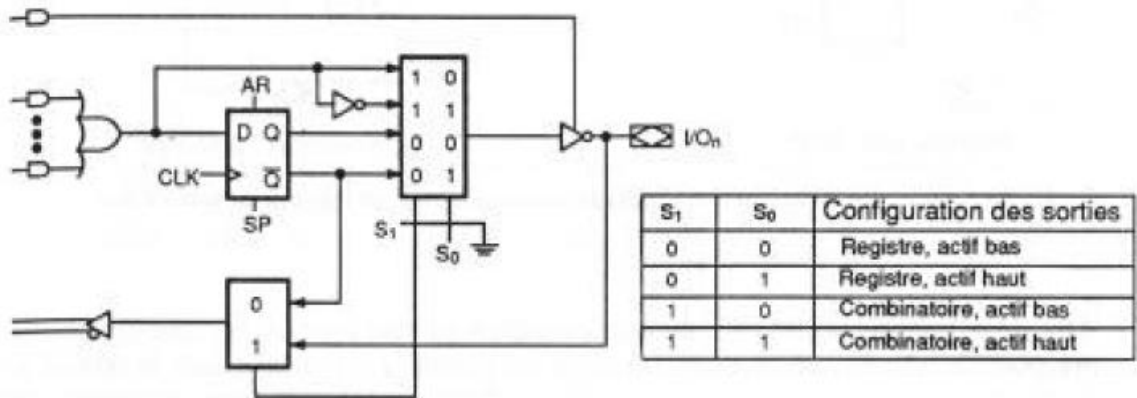 AR
1 0
1 1
D Q
0 0
I/On
CLK
Q
0 1
SP
S1
S0
0
1
S1 S0 Configuration des sorties
0 0 Registre, actif bas
0 1 Registre, actif haut
1 0 Combinatoire, actif bas
1 1 Combinatoire, actif haut